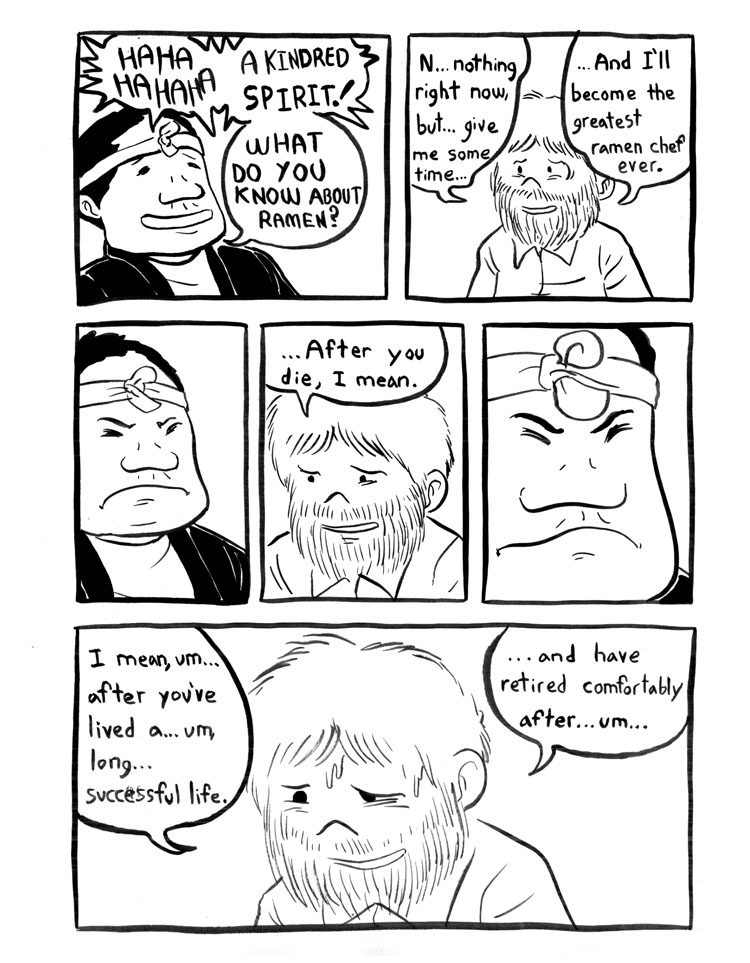 HAHA
HAHAHA
A KINDRED
SPIRIT!
WHAT
DO YOU
KNOW ABOUT
RAMEN?
N... nothing
right now,
but... give
me some
time...
...And I'll
become the
greatest
ramen chef
ever.
...After you
die, I mean.
I mean, um...
after you've
lived a... um,
long...
successful life.
...and have
retired comfortably
after...um...